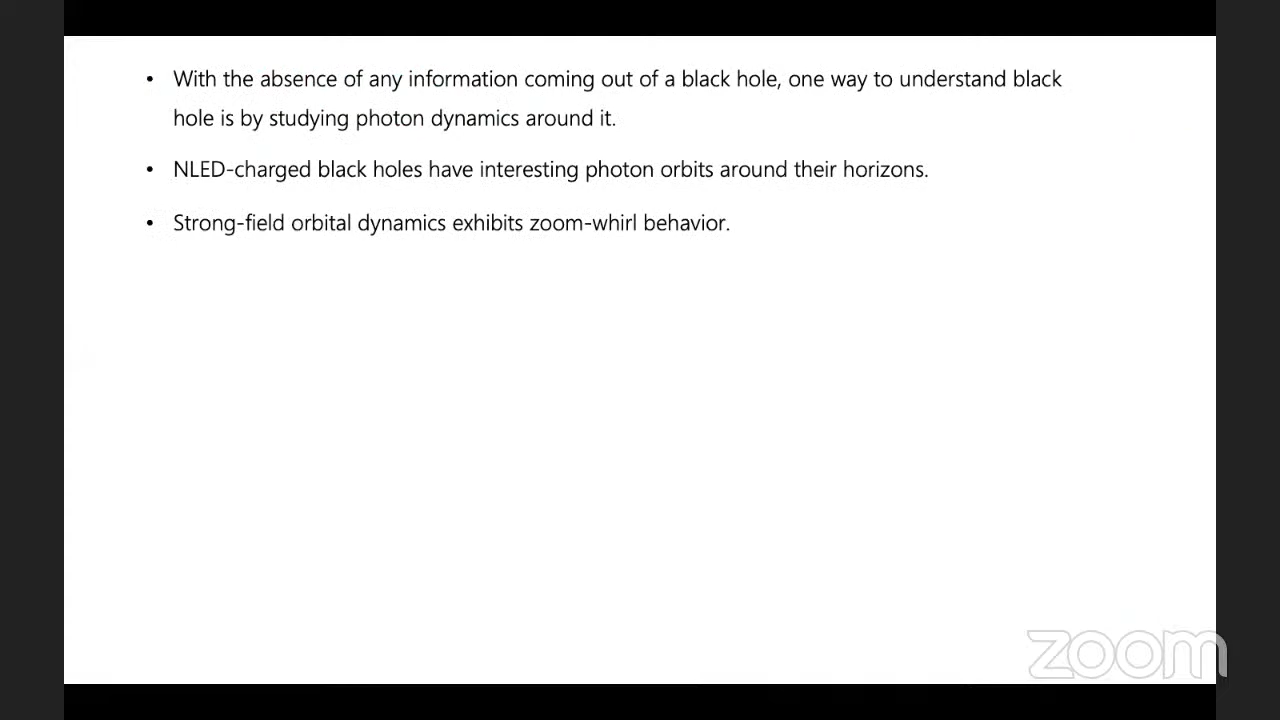 • With the absence of any information coming out of a black hole, one way to understand black
hole is by studying photon dynamics around it.
• NLED-charged black holes have interesting photon orbits around their horizons.
• Strong-field orbital dynamics exhibits zoom-whirl behavior.
zoom